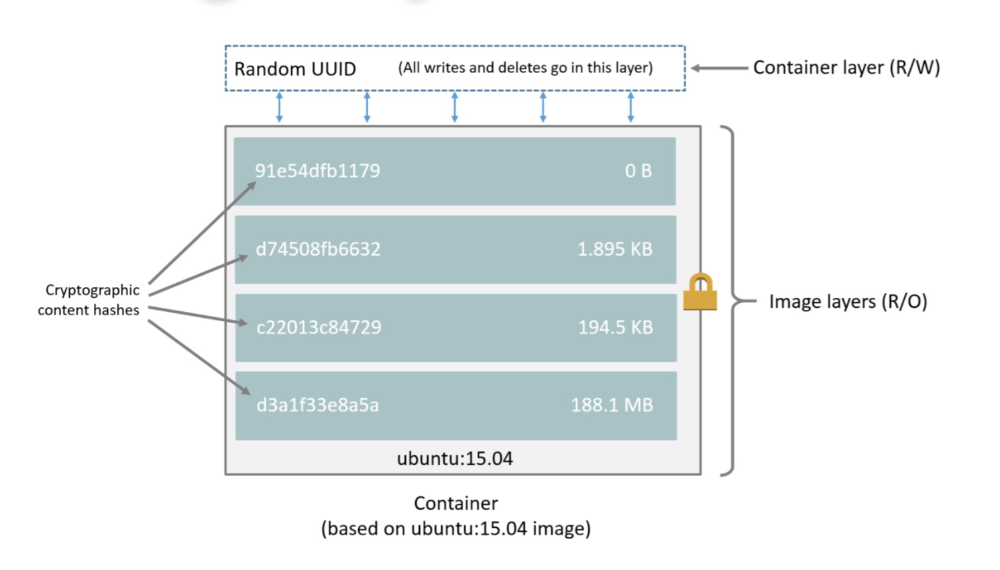 Random UUID (All writes and deletes go in this layer)
Container layer (R/W)
91e54dfb1179 0 B
d74508fb6632 1.895 KB
Cryptographic
content hashes
c22013c84729 194.5 KB
Image layers (R/O)
d3a1f33e8a5a 188.1 MB
ubuntu:15.04
Container
(based on ubuntu:15.04 image)